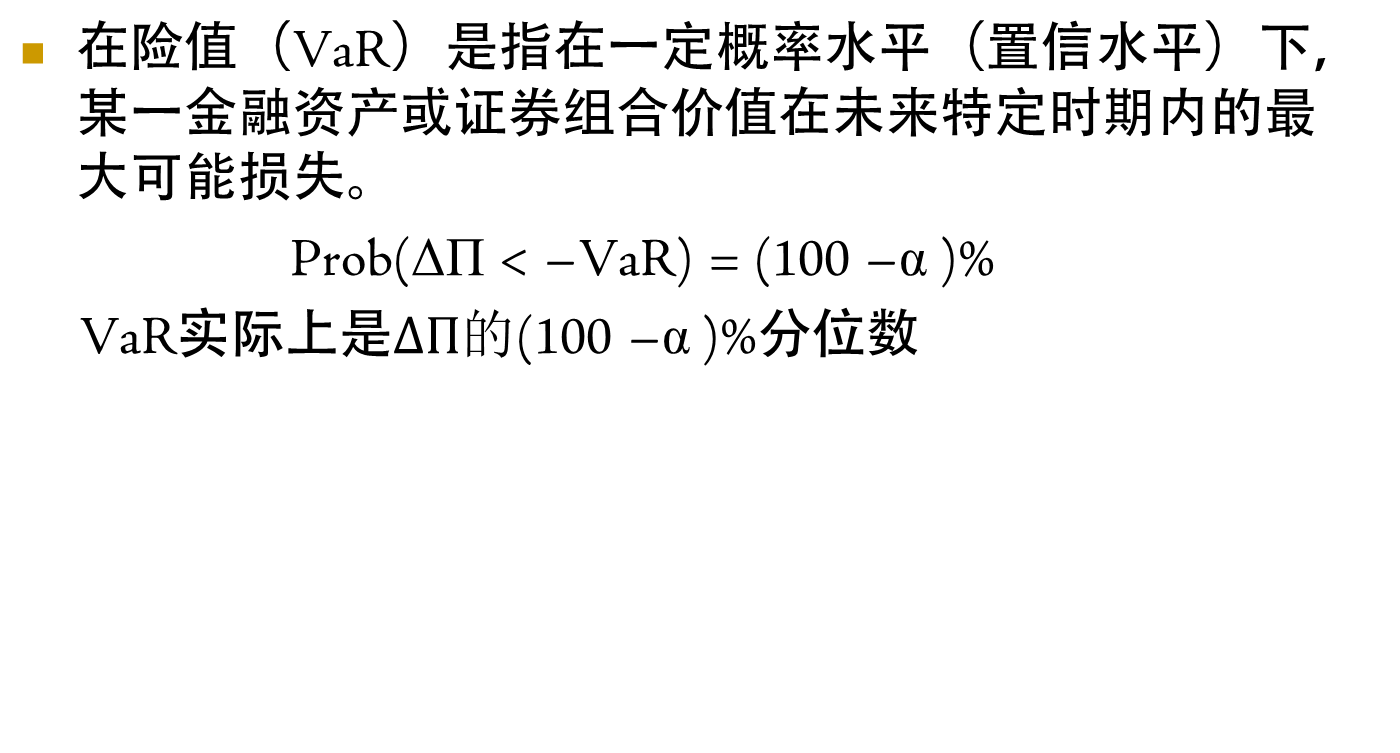 在险值（VaR）是指在一定概率水平（置信水平）下,
某一金融资产或证券组合价值在未来特定时期内的最
大可能损失。
Prob(ΔΠ < −VaR) = (100 −α )%
VaR实际上是ΔΠ的(100 −α )%分位数